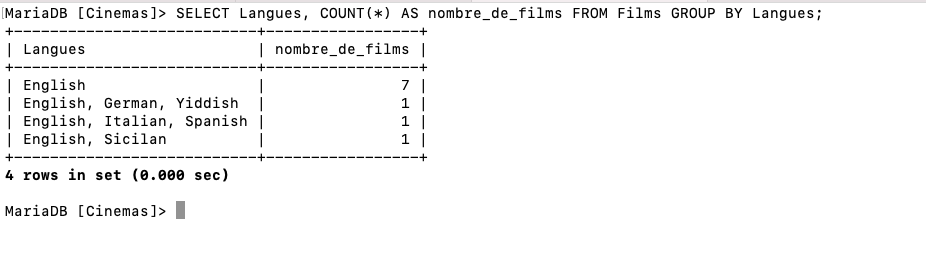 MariaDB [Cinemas]> SELECT Langues, COUNT(*) AS nombre_de_films FROM Films GROUP BY Langues;
+---------------------------+-----------------+
| Langues                   | nombre_de_films |
+---------------------------+-----------------+
| English                   |               7 |
| English, German, Yiddish  |               1 |
| English, Italian, Spanish |               1 |
| English, Sicilan          |               1 |
+---------------------------+-----------------+
4 rows in set (0.000 sec)
MariaDB [Cinemas]>